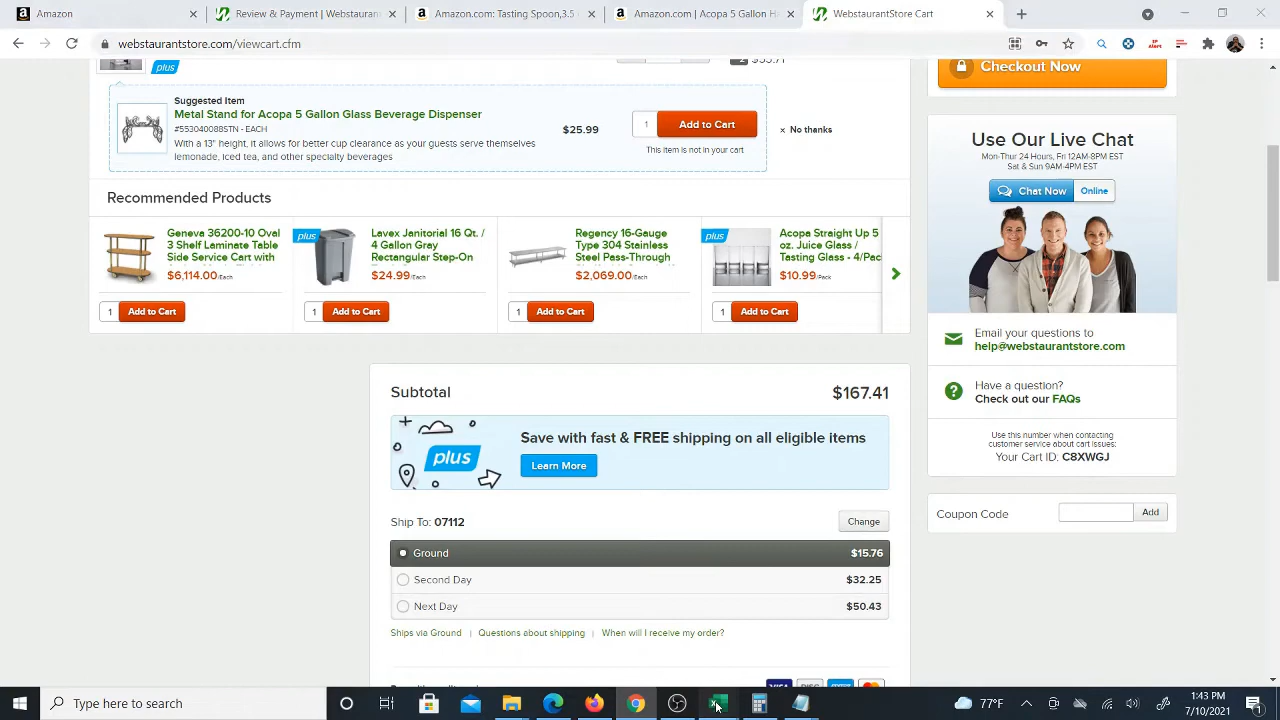 Amazon
Review & Payment | Webstauran
Amazon.com: Tasting Spoon,3.5
Amazon.com | Acopa 5 Gallon H
WebstaurantStore Cart
webstaurantstore.com/viewcart.cfm
plus
Checkout Now
Suggested Item
Metal Stand for Acopa 5 Gallon Glass Beverage Dispenser
#553040088STN - EACH
With a 13" height, it allows for better cup clearance as your guests serve themselves
lemonade, iced tea, and other specialty beverages
$25.99
1
Add to Cart
This item is not in your cart
× No thanks
Recommended Products
Geneva 36200-10 Oval
3 Shelf Laminate Table
Side Service Cart with
$6,114.00/Each
1 Add to Cart
plus
Lavex Janitorial 16 Qt. /
4 Gallon Gray
Rectangular Step-On
$24.99/Each
1 Add to Cart
Regency 16-Gauge
Type 304 Stainless
Steel Pass-Through
$2,069.00/Each
1 Add to Cart
plus
Acopa Straight Up 5
oz. Juice Glass /
Tasting Glass - 4/Pac
$10.99/Pack
1 Add to Cart
Subtotal $167.41
plus
Save with fast & FREE shipping on all eligible items
Learn More
Ship To: 07112
Change
Ground $15.76
Second Day $32.25
Next Day $50.43
Ships via Ground | Questions about shipping | When will I receive my order?
Use Our Live Chat
Mon-Thur 24 Hours, Fri 12AM-8PM EST
Sat & Sun 9AM-4PM EST
Chat Now Online
Email your questions to
help@webstaurantstore.com
Have a question?
Check out our FAQs
Use this number when contacting
customer service about cart issues:
Your Cart ID: C8XWGJ
Coupon Code
Add
Type here to search
77°F
1:43 PM
7/10/2021